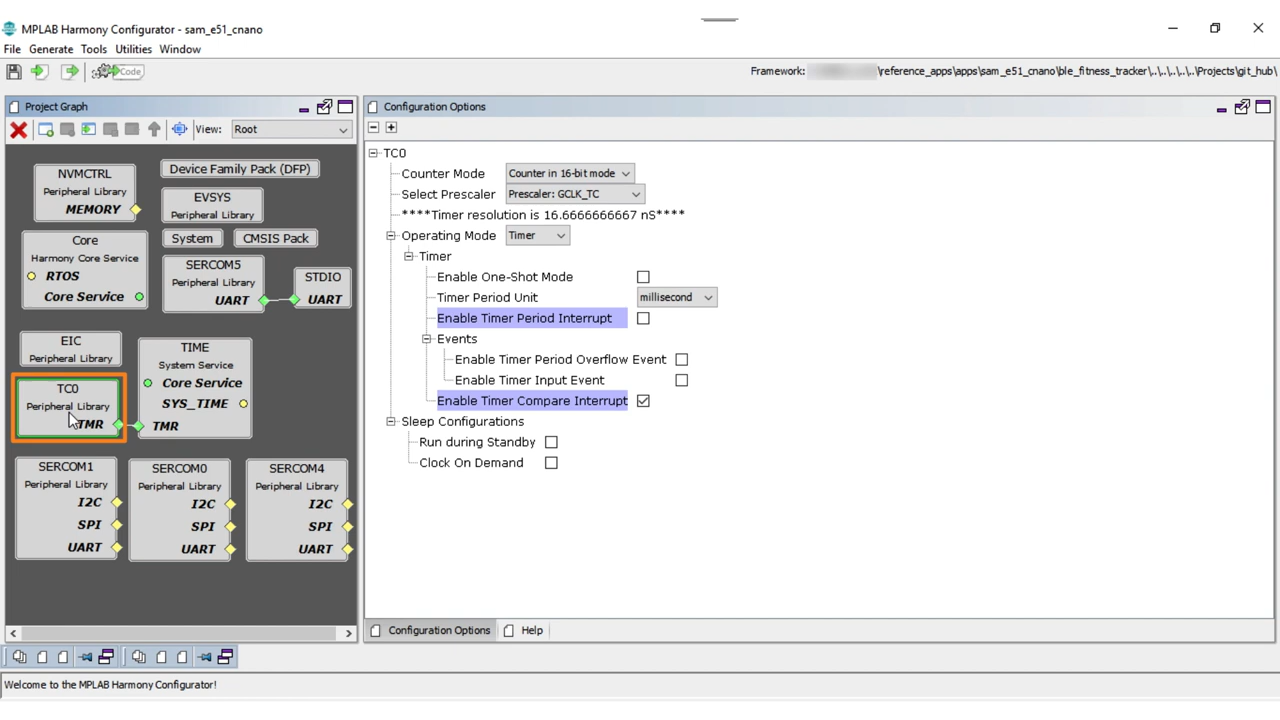 MPLAB Harmony Configurator - sam_e51_cnano
File Generate Tools Utilities Window
Code
Framework: \reference_apps\apps\sam_e51_cnano\ble_fitness_tracker\..\..\..\..\..\Projects\git_hub\
Project Graph
View: Root
NVMCTRL
Peripheral Library
MEMORY
Device Family Pack (DFP)
EVSYS
Peripheral Library
System
CMSIS Pack
Core
Harmony Core Service
RTOS
Core Service
SERCOM5
Peripheral Library
UART
STDIO
UART
EIC
Peripheral Library
TC0
Peripheral Library
TMR
TIME
System Service
Core Service
SYS_TIME
TMR
SERCOM1
Peripheral Library
I2C
SPI
UART
SERCOM0
Peripheral Library
I2C
SPI
UART
SERCOM4
Peripheral Library
I2C
SPI
UART
Configuration Options
TC0
Counter Mode Counter in 16-bit mode
Select Prescaler Prescaler: GCLK_TC
****Timer resolution is 16.6666666667 nS****
Operating Mode Timer
Timer
Enable One-Shot Mode
Timer Period Unit millisecond
Enable Timer Period Interrupt
Events
Enable Timer Period Overflow Event
Enable Timer Input Event
Enable Timer Compare Interrupt
Sleep Configurations
Run during Standby
Clock On Demand
Configuration Options Help
Welcome to the MPLAB Harmony Configurator!